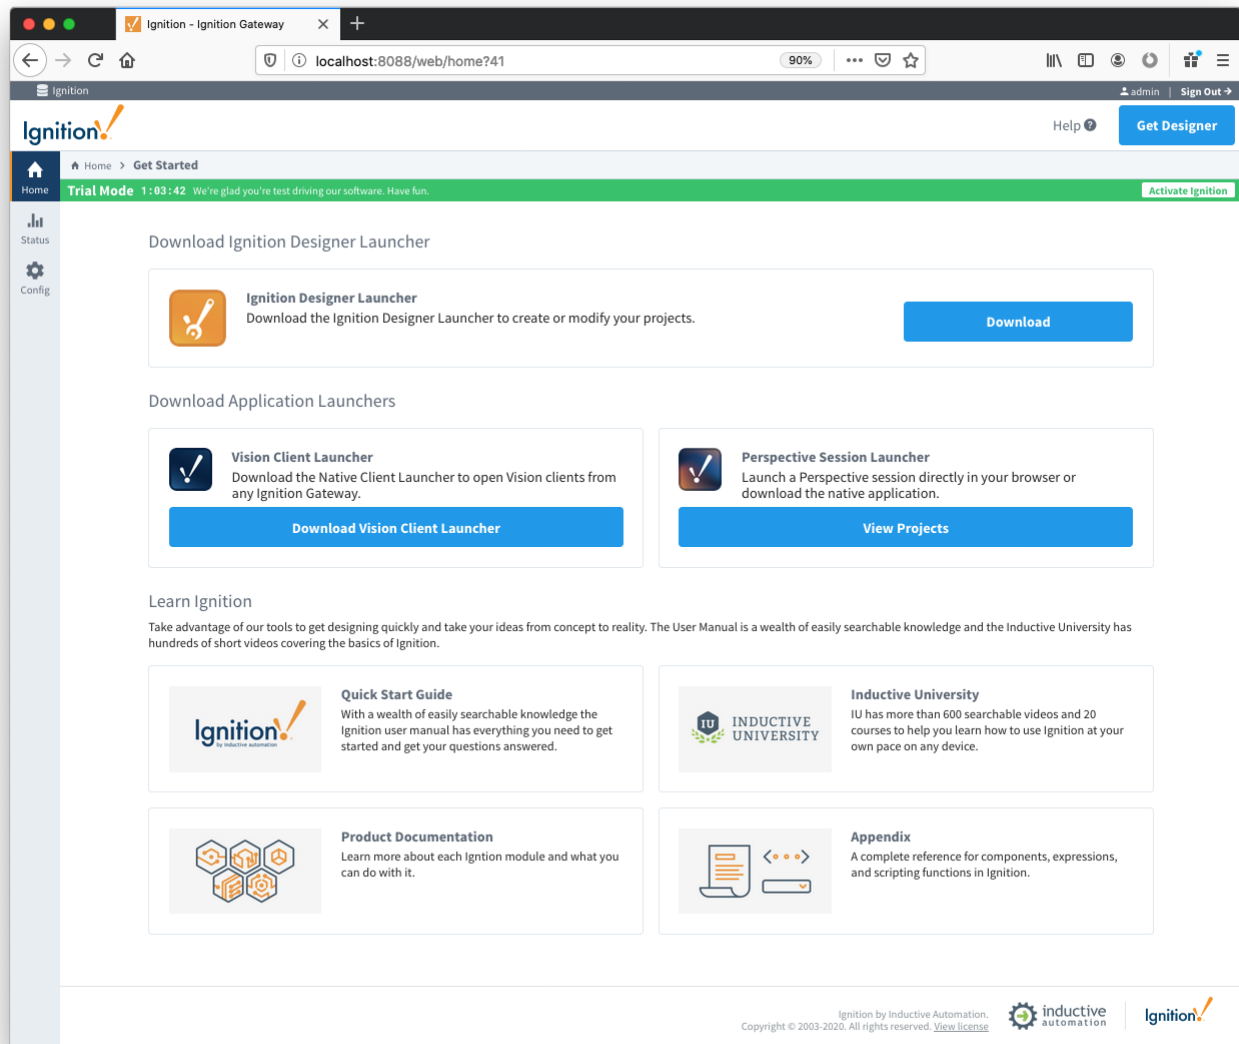 Ignition - Ignition Gateway
localhost:8088/web/home?41
90%
Ignition
admin | Sign Out
Ignition!
Help
Get Designer
Home > Get Started
Home
Trial Mode 1:03:42 We're glad you're test driving our software. Have fun.
Activate Ignition
Status
Config
Download Ignition Designer Launcher
Ignition Designer Launcher
Download the Ignition Designer Launcher to create or modify your projects.
Download
Download Application Launchers
Vision Client Launcher
Download the Native Client Launcher to open Vision clients from
any Ignition Gateway.
Download Vision Client Launcher
Perspective Session Launcher
Launch a Perspective session directly in your browser or
download the native application.
View Projects
Learn Ignition
Take advantage of our tools to get designing quickly and take your ideas from concept to reality. The User Manual is a wealth of easily searchable knowledge and the Inductive University has
hundreds of short videos covering the basics of Ignition.
Ignition!
by inductive automation
Quick Start Guide
With a wealth of easily searchable knowledge the
Ignition user manual has everything you need to get
started and get your questions answered.
IU
INDUCTIVE
UNIVERSITY
Inductive University
IU has more than 600 searchable videos and 20
courses to help you learn how to use Ignition at your
own pace on any device.
Product Documentation
Learn more about each Igntion module and what you
can do with it.
Appendix
A complete reference for components, expressions,
and scripting functions in Ignition.
Ignition by Inductive Automation.
Copyright © 2003-2020. All rights reserved. View license
inductive
automation
Ignition!